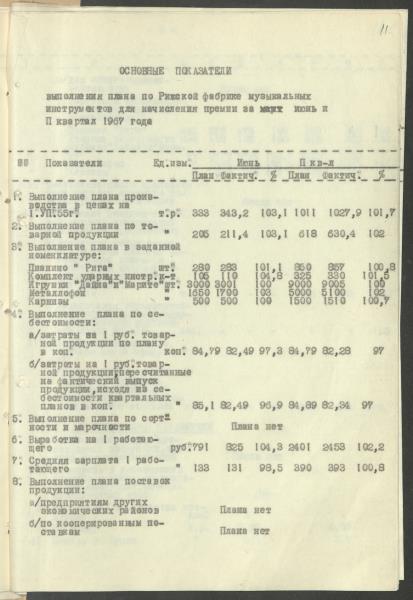 11.
ОСНОВНЫЕ ПОКАЗАТЕЛИ
выполнения плана по Рижской фабрике музыкальных
инструментов для начисления премии за июнь и
П квартал 1967 года
№№ Показатели Ед.изм. Июнь П кв-л
План Фактич. % План Фактич. %
1. Выполнение плана произ-
водства в ценах на
1.УП.55г. т.р. 333 343,2 103,1 1011 1027,9 101,7
2. Выполнение плана по то-
варной продукции " 205 211,4 103,1 618 630,4 102
3. Выполнение плана в заданной
номенклатуре:
Пианино " Рига" шт. 280 283 101,1 850 857 100,8
Комплект ударных инстр. к-т 105 110 104,8 325 330 101,5
Игрушки "Дайна"и"Марите" шт. 3000 3001 100 9000 9005 100
Металлофон " 1650 1700 103 5000 5100 102
Карнизы " 500 500 100 1500 1510 100,7
4. Выполнение плана по се-
бестоимости:
а/затраты на 1 руб. товар-
ной продукции по плану
в коп. коп. 84,79 82,49 97,3 84,79 82,28 97
б/затраты на 1 руб.товар-
ной продукции,пересчитанные
на фактический выпуск
продукции,исходя из се-
бестоимости квартальных
планов в коп. " 85,1 82,49 96,9 84,89 82,34 97
5. Выполнение плана по сорт-
ности и марочности Плана нет
6. Выработка на 1 работаю-
щего руб.791 825 104,3 2401 2453 102,2
7. Средняя зарплата 1 рабо-
тающего " 133 131 98,5 390 393 100,8
8. Выполнение плана поставок
продукции:
а/предприятиям других
экономических районов Плана нет
б/по кооперированным по-
ставкам Плана нет